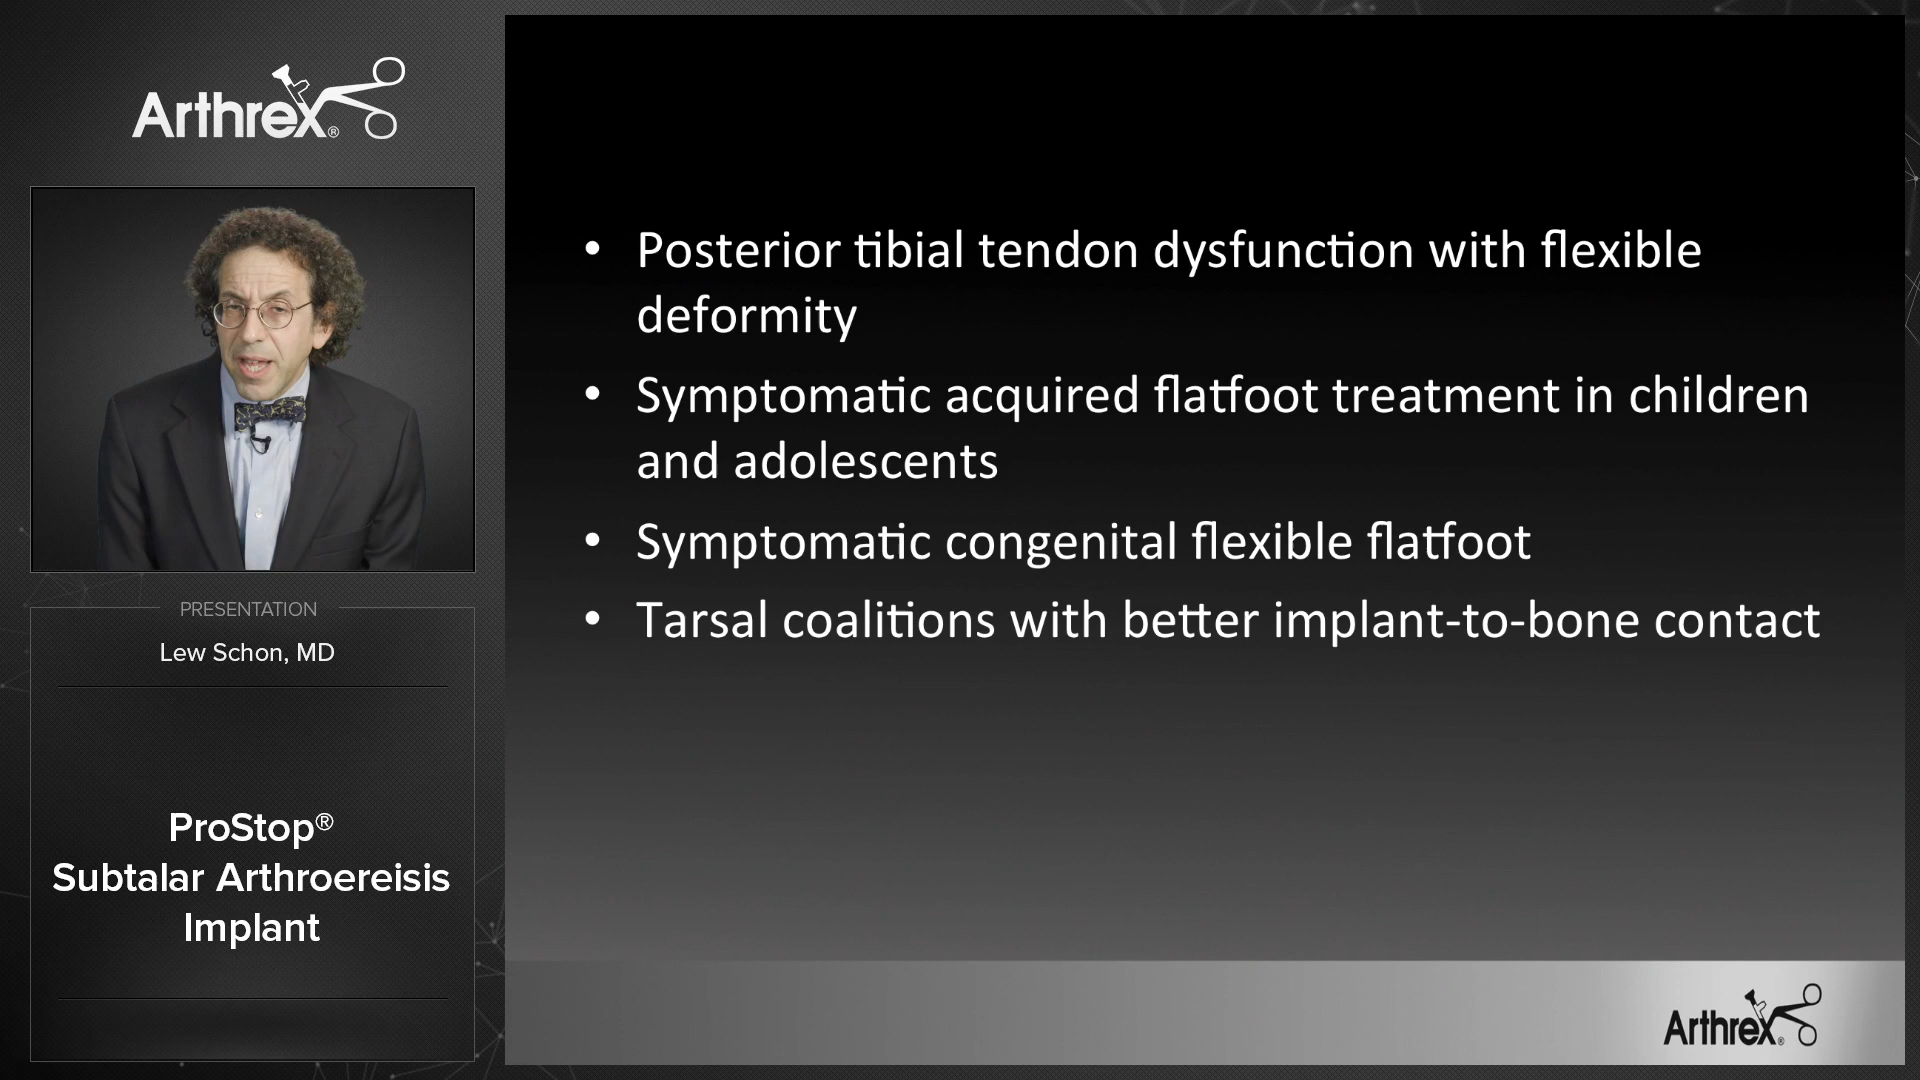 Arthrex®
PRESENTATION
Lew Schon, MD
ProStop®
Subtalar Arthroereisis
Implant
• Posterior tibial tendon dysfunction with flexible
deformity
• Symptomatic acquired flatfoot treatment in children
and adolescents
• Symptomatic congenital flexible flatfoot
• Tarsal coalitions with better implant-to-bone contact
Arthrex®